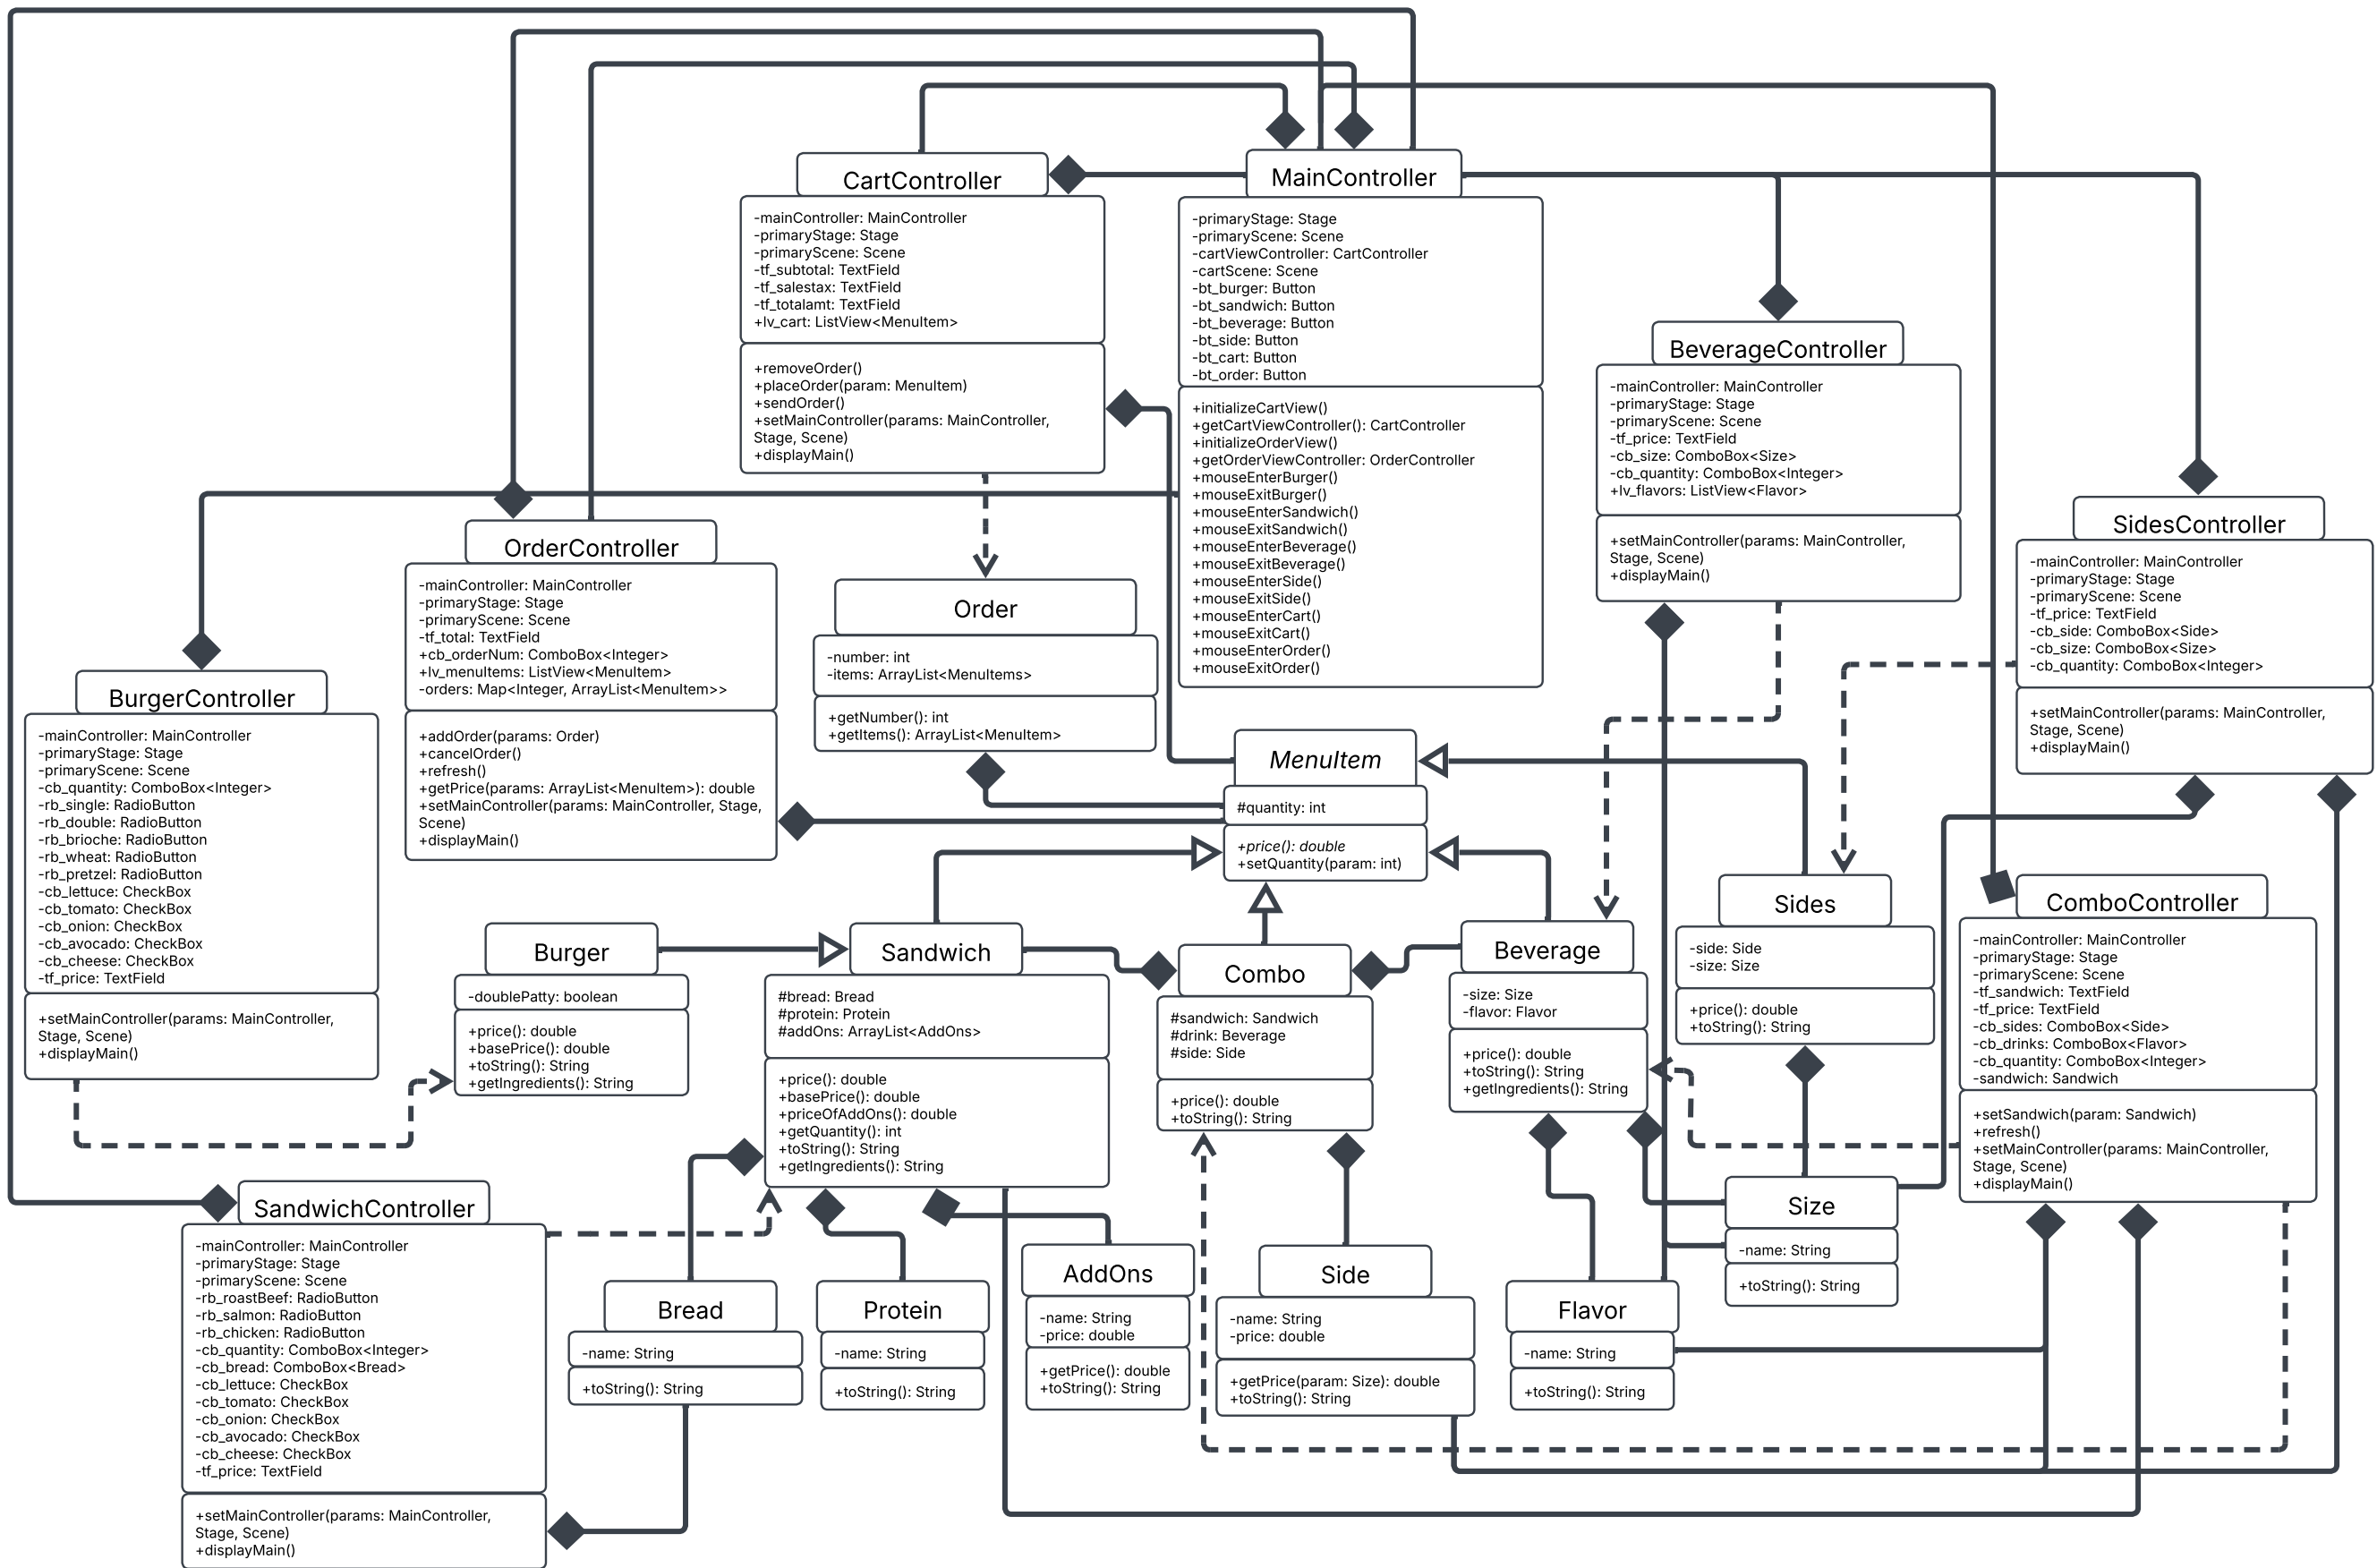 CartController
-mainController: MainController
-primaryStage: Stage
-primaryScene: Scene
-tf_subtotal: TextField
-tf_salestax: TextField
-tf_totalamt: TextField
+lv_cart: ListView<MenuItem>
+removeOrder()
+placeOrder(param: MenuItem)
+sendOrder()
+setMainController(params: MainController,
Stage, Scene)
+displayMain()
MainController
-primaryStage: Stage
-primaryScene: Scene
-cartViewController: CartController
-cartScene: Scene
-bt_burger: Button
-bt_sandwich: Button
-bt_beverage: Button
-bt_side: Button
-bt_cart: Button
-bt_order: Button
+initializeCartView()
+getCartViewController(): CartController
+initializeOrderView()
+getOrderViewController: OrderController
+mouseEnterBurger()
+mouseExitBurger()
+mouseEnterSandwich()
+mouseExitSandwich()
+mouseEnterBeverage()
+mouseExitBeverage()
+mouseEnterSide()
+mouseExitSide()
+mouseEnterCart()
+mouseExitCart()
+mouseEnterOrder()
+mouseExitOrder()
BeverageController
-mainController: MainController
-primaryStage: Stage
-primaryScene: Scene
-tf_price: TextField
-cb_size: ComboBox<Size>
-cb_quantity: ComboBox<Integer>
+lv_flavors: ListView<Flavor>
+setMainController(params: MainController,
Stage, Scene)
+displayMain()
SidesController
-mainController: MainController
-primaryStage: Stage
-primaryScene: Scene
-tf_price: TextField
-cb_side: ComboBox<Side>
-cb_size: ComboBox<Size>
-cb_quantity: ComboBox<Integer>
+setMainController(params: MainController,
Stage, Scene)
+displayMain()
OrderController
-mainController: MainController
-primaryStage: Stage
-primaryScene: Scene
-tf_total: TextField
+cb_orderNum: ComboBox<Integer>
+lv_menuItems: ListView<MenuItem>
-orders: Map<Integer, ArrayList<MenuItem>>
+addOrder(params: Order)
+cancelOrder()
+refresh()
+getPrice(params: ArrayList<MenuItem>): double
+setMainController(params: MainController, Stage,
Scene)
+displayMain()
Order
-number: int
-items: ArrayList<MenuItems>
+getNumber(): int
+getItems(): ArrayList<MenuItem>
BurgerController
-mainController: MainController
-primaryStage: Stage
-primaryScene: Scene
-cb_quantity: ComboBox<Integer>
-rb_single: RadioButton
-rb_double: RadioButton
-rb_brioche: RadioButton
-rb_wheat: RadioButton
-rb_pretzel: RadioButton
-cb_lettuce: CheckBox
-cb_tomato: CheckBox
-cb_onion: CheckBox
-cb_avocado: CheckBox
-cb_cheese: CheckBox
-tf_price: TextField
+setMainController(params: MainController,
Stage, Scene)
+displayMain()
MenuItem
#quantity: int
+price(): double
+setQuantity(param: int)
Burger
-doublePatty: boolean
+price(): double
+basePrice(): double
+toString(): String
+getIngredients(): String
Sandwich
#bread: Bread
#protein: Protein
#addOns: ArrayList<AddOns>
+price(): double
+basePrice(): double
+priceOfAddOns(): double
+getQuantity(): int
+toString(): String
+getIngredients(): String
Combo
#sandwich: Sandwich
#drink: Beverage
#side: Side
+price(): double
+toString(): String
Beverage
-size: Size
-flavor: Flavor
+price(): double
+toString(): String
+getIngredients(): String
Sides
-side: Side
-size: Size
+price(): double
+toString(): String
ComboController
-mainController: MainController
-primaryStage: Stage
-primaryScene: Scene
-tf_sandwich: TextField
-tf_price: TextField
-cb_sides: ComboBox<Side>
-cb_drinks: ComboBox<Flavor>
-cb_quantity: ComboBox<Integer>
-sandwich: Sandwich
+setSandwich(param: Sandwich)
+refresh()
+setMainController(params: MainController,
Stage, Scene)
+displayMain()
SandwichController
-mainController: MainController
-primaryStage: Stage
-primaryScene: Scene
-rb_roastBeef: RadioButton
-rb_salmon: RadioButton
-rb_chicken: RadioButton
-cb_quantity: ComboBox<Integer>
-cb_bread: ComboBox<Bread>
-cb_lettuce: CheckBox
-cb_tomato: CheckBox
-cb_onion: CheckBox
-cb_avocado: CheckBox
-cb_cheese: CheckBox
-tf_price: TextField
+setMainController(params: MainController,
Stage, Scene)
+displayMain()
Bread
-name: String
+toString(): String
Protein
-name: String
+toString(): String
AddOns
-name: String
-price: double
+getPrice(): double
+toString(): String
Side
-name: String
-price: double
+getPrice(param: Size): double
+toString(): String
Flavor
-name: String
+toString(): String
Size
-name: String
+toString(): String